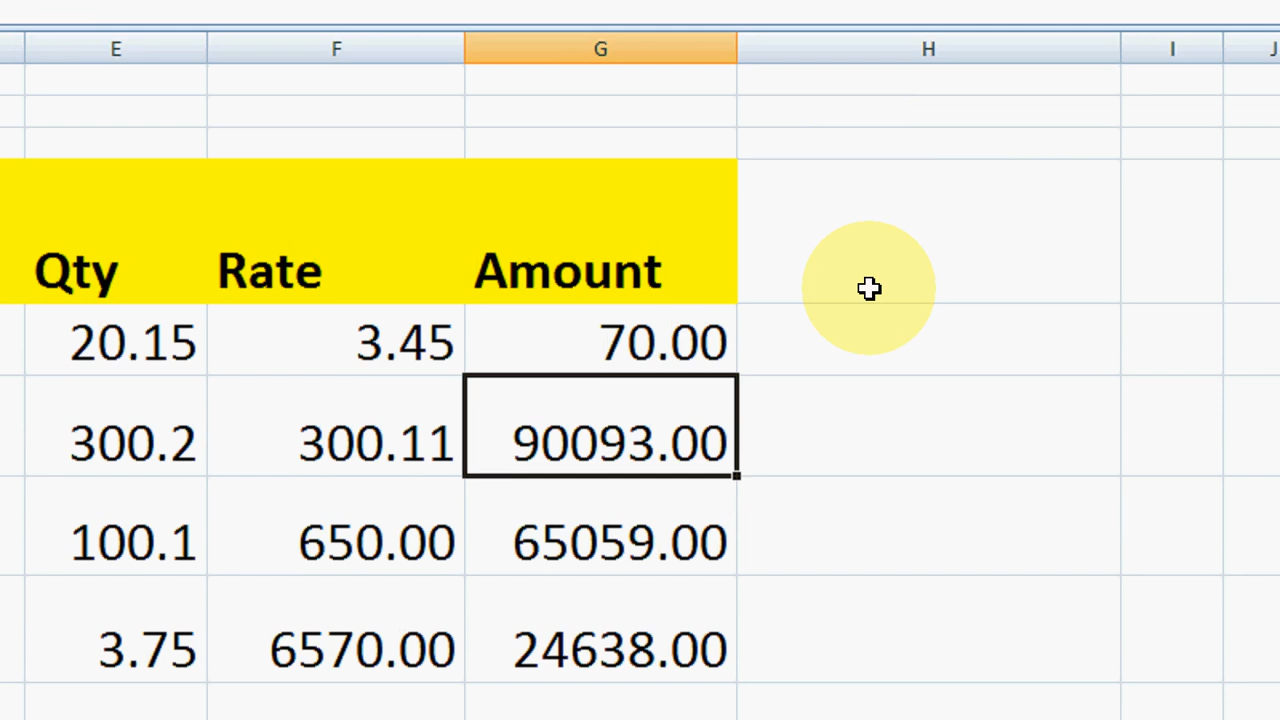 E F G H I J
Qty Rate Amount
20.15 3.45 70.00
300.2 300.11 90093.00
100.1 650.00 65059.00
3.75 6570.00 24638.00